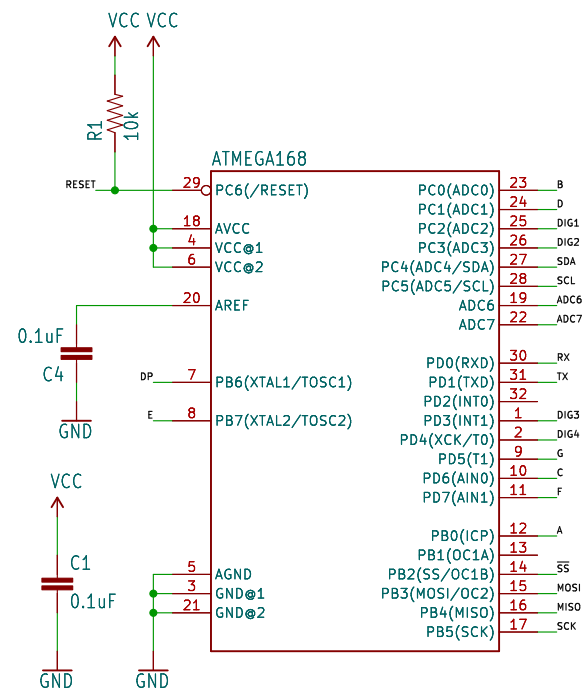 VCC VCC
R1 10k
ATMEGA168
RESET 29 PC6(/RESET) PC0(ADC0) 23 B
PC1(ADC1) 24 D
18 AVCC PC2(ADC2) 25 DIG1
4 VCC@1 PC3(ADC3) 26 DIG2
6 VCC@2 PC4(ADC4/SDA) 27 SDA
PC5(ADC5/SCL) 28 SCL
20 AREF ADC6 19 ADC6
ADC7 22 ADC7
0.1uF
C4
GND
PD0(RXD) 30 RX
DP 7 PB6(XTAL1/TOSC1) PD1(TXD) 31 TX
PD2(INT0) 32
E 8 PB7(XTAL2/TOSC2) PD3(INT1) 1 DIG3
PD4(XCK/T0) 2 DIG4
PD5(T1) 9 G
PD6(AIN0) 10 C
PD7(AIN1) 11 F
VCC
C1
0.1uF
GND
PB0(ICP) 12 A
PB1(OC1A) 13
5 AGND PB2(SS/OC1B) 14 S̅S̅
3 GND@1 PB3(MOSI/OC2) 15 MOSI
21 GND@2 PB4(MISO) 16 MISO
PB5(SCK) 17 SCK
GND